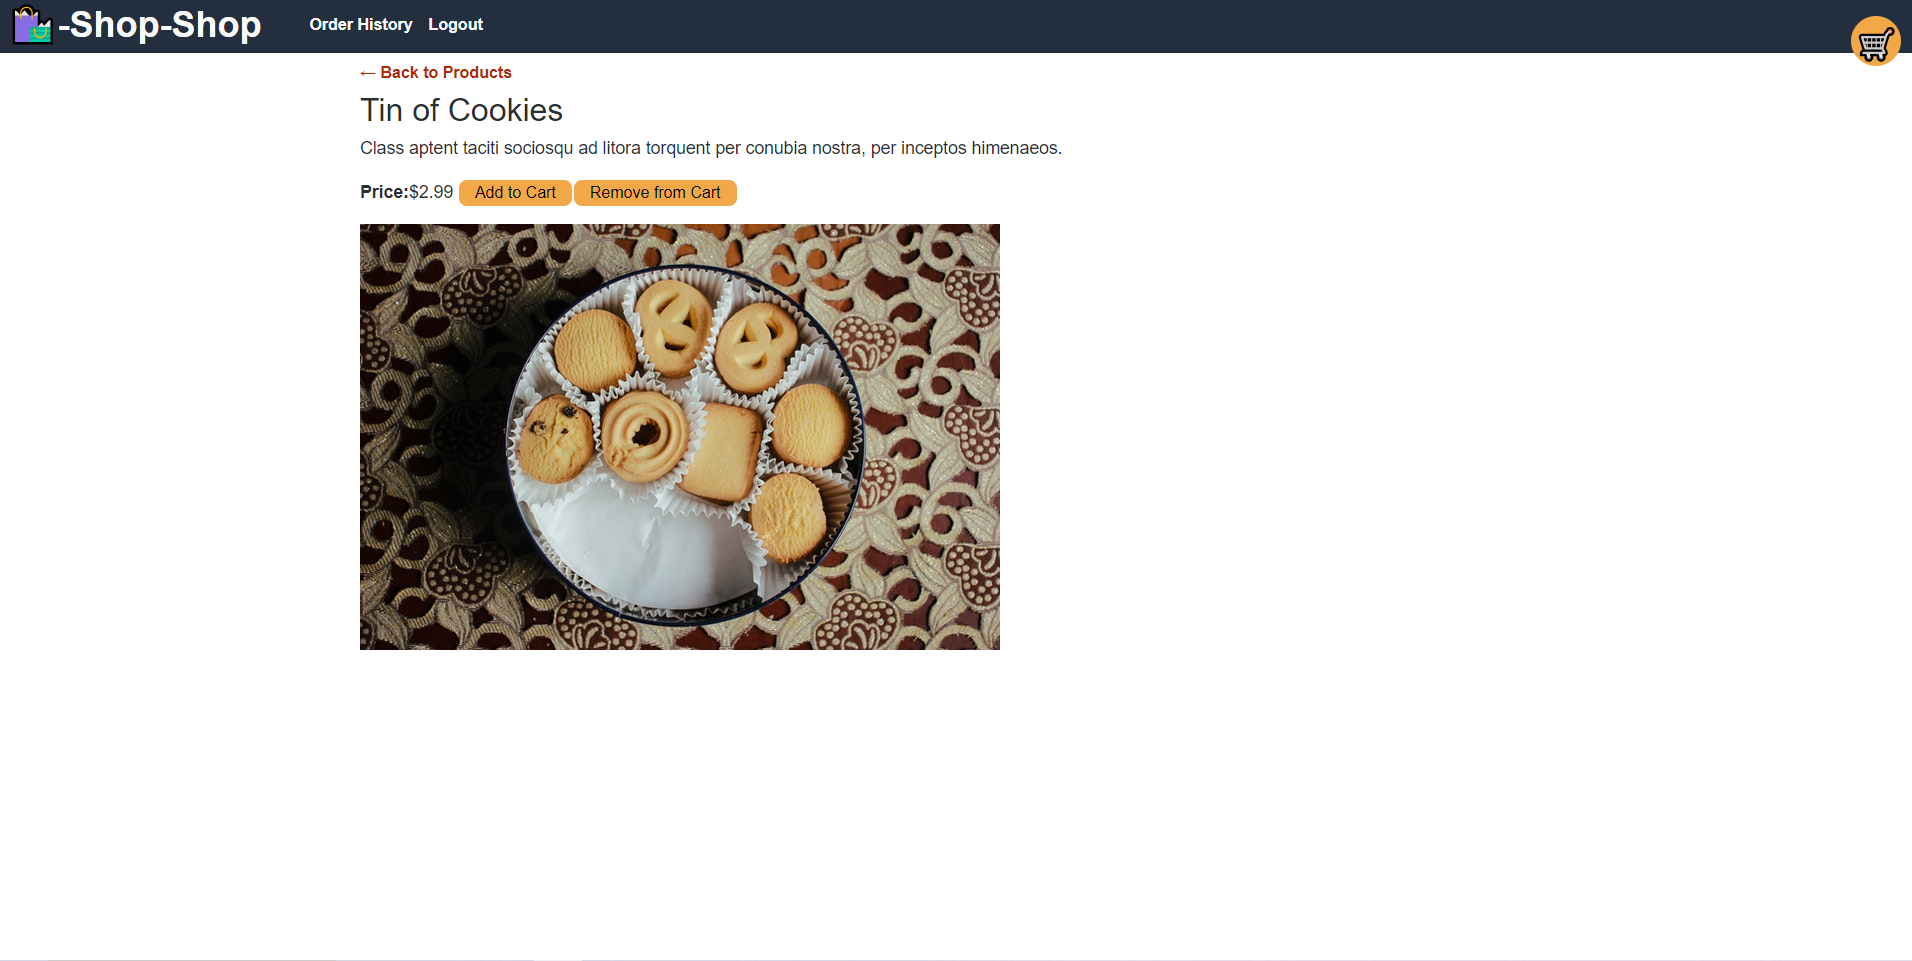 -Shop-Shop
Order History
Logout
← Back to Products
Tin of Cookies
Class aptent taciti sociosqu ad litora torquent per conubia nostra, per inceptos himenaeos.
Price:$2.99 Add to Cart Remove from Cart